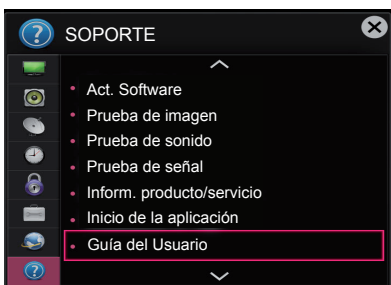 SOPORTE
Act. Software
Prueba de imagen
Prueba de sonido
Prueba de señal
Inform. producto/servicio
Inicio de la aplicación
Guía del Usuario